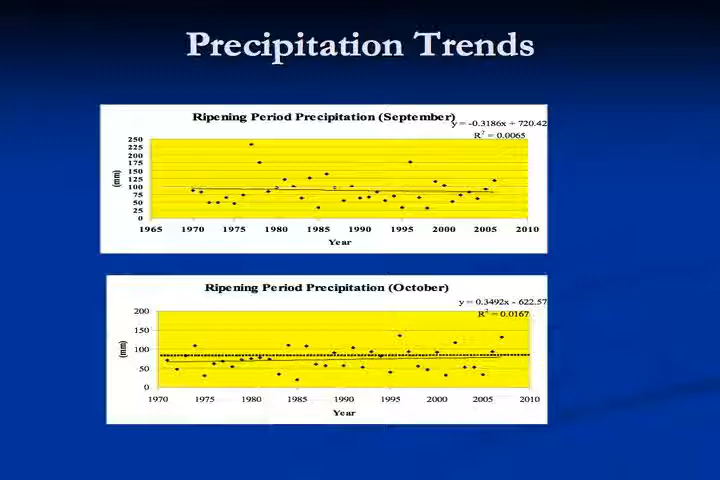 Precipitation Trends
Ripening Period Precipitation (September)
y = -0.3186x + 720.42
R² = 0.0065
250
225
200
175
150
125
100
75
50
25
0
(mm)
1965 1970 1975 1980 1985 1990 1995 2000 2005 2010
Year
Ripening Period Precipitation (October)
y = 0.3492x - 622.57
R² = 0.0167
200
150
100
50
0
(mm)
1970 1975 1980 1985 1990 1995 2000 2005 2010
Year